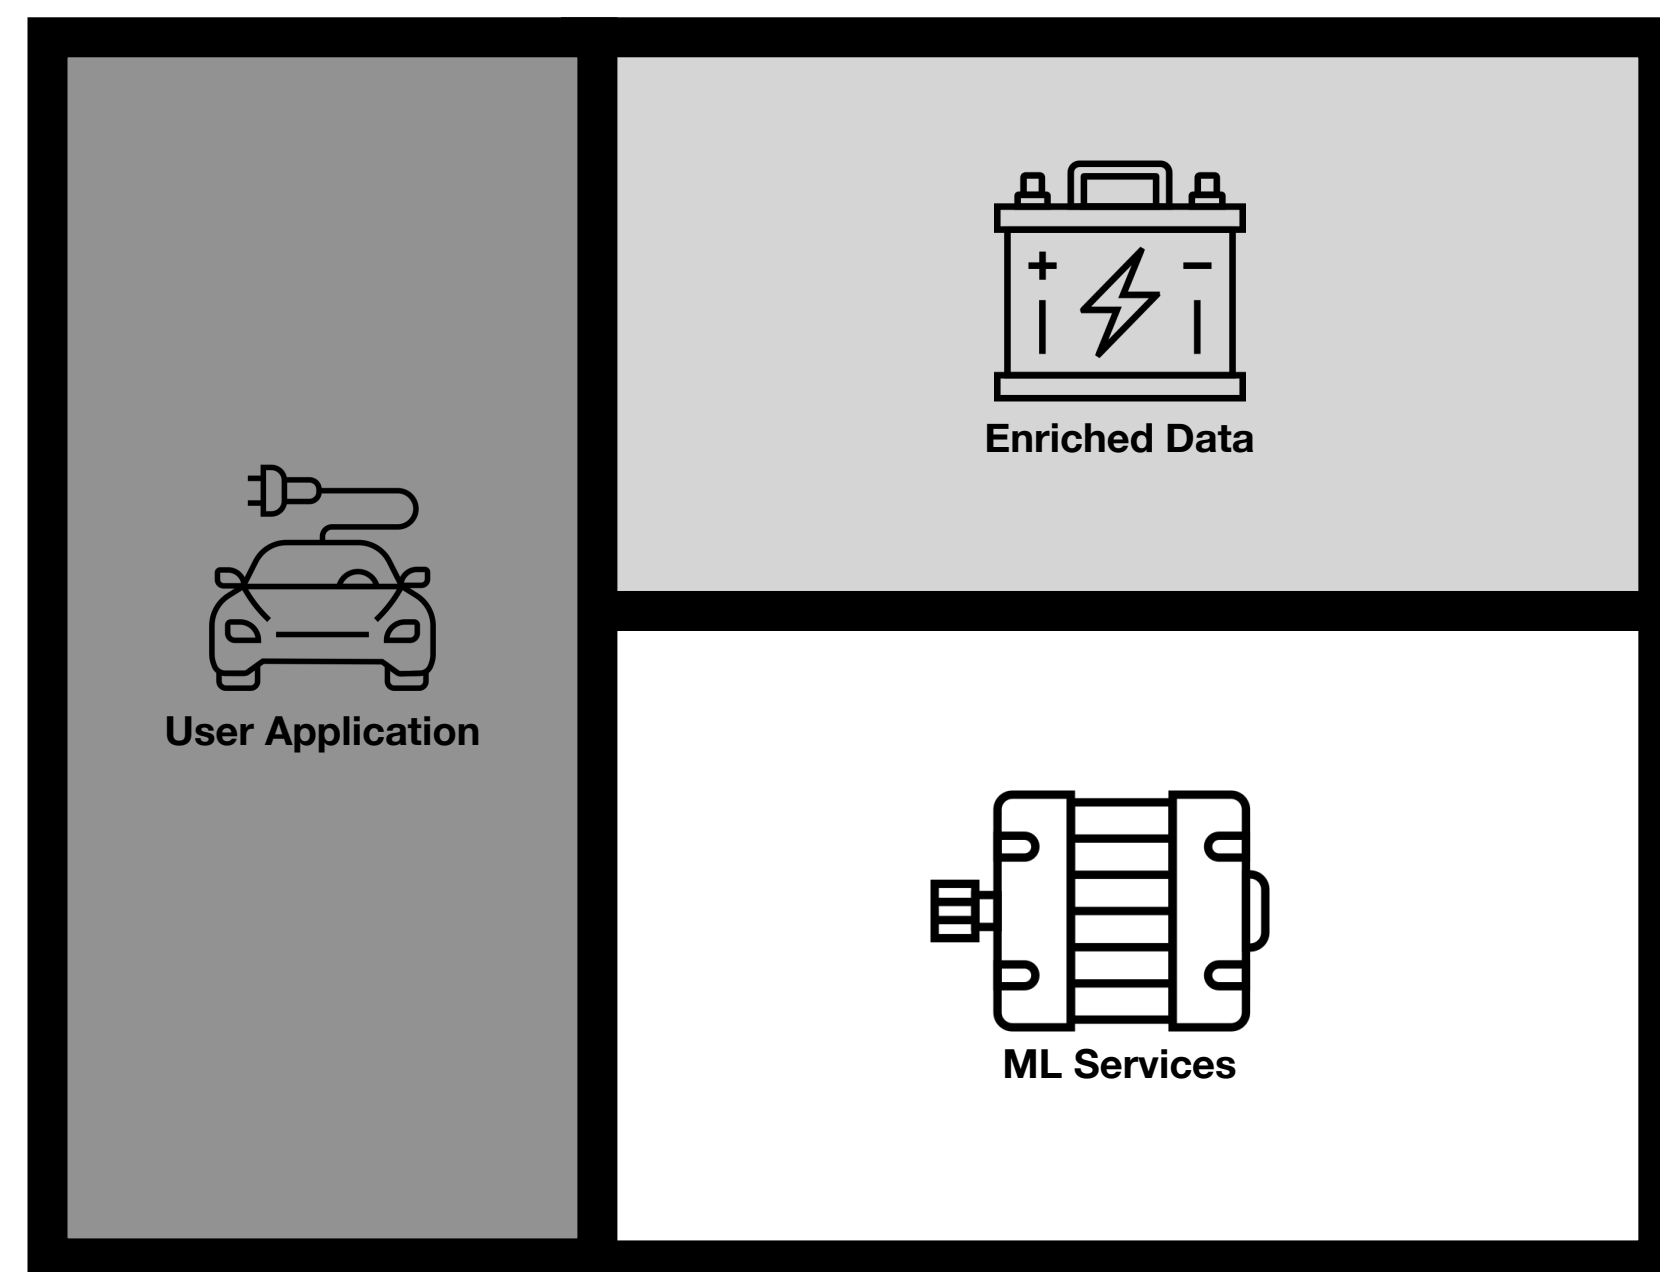 User Application
Enriched Data
ML Services